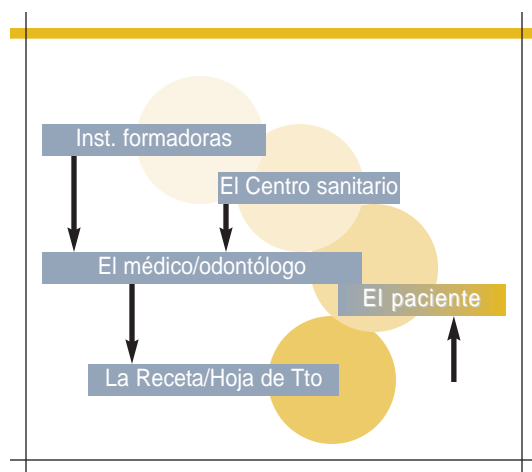 Inst. formadoras
El Centro sanitario
El médico/odontólogo
El paciente
La Receta/Hoja de Tto